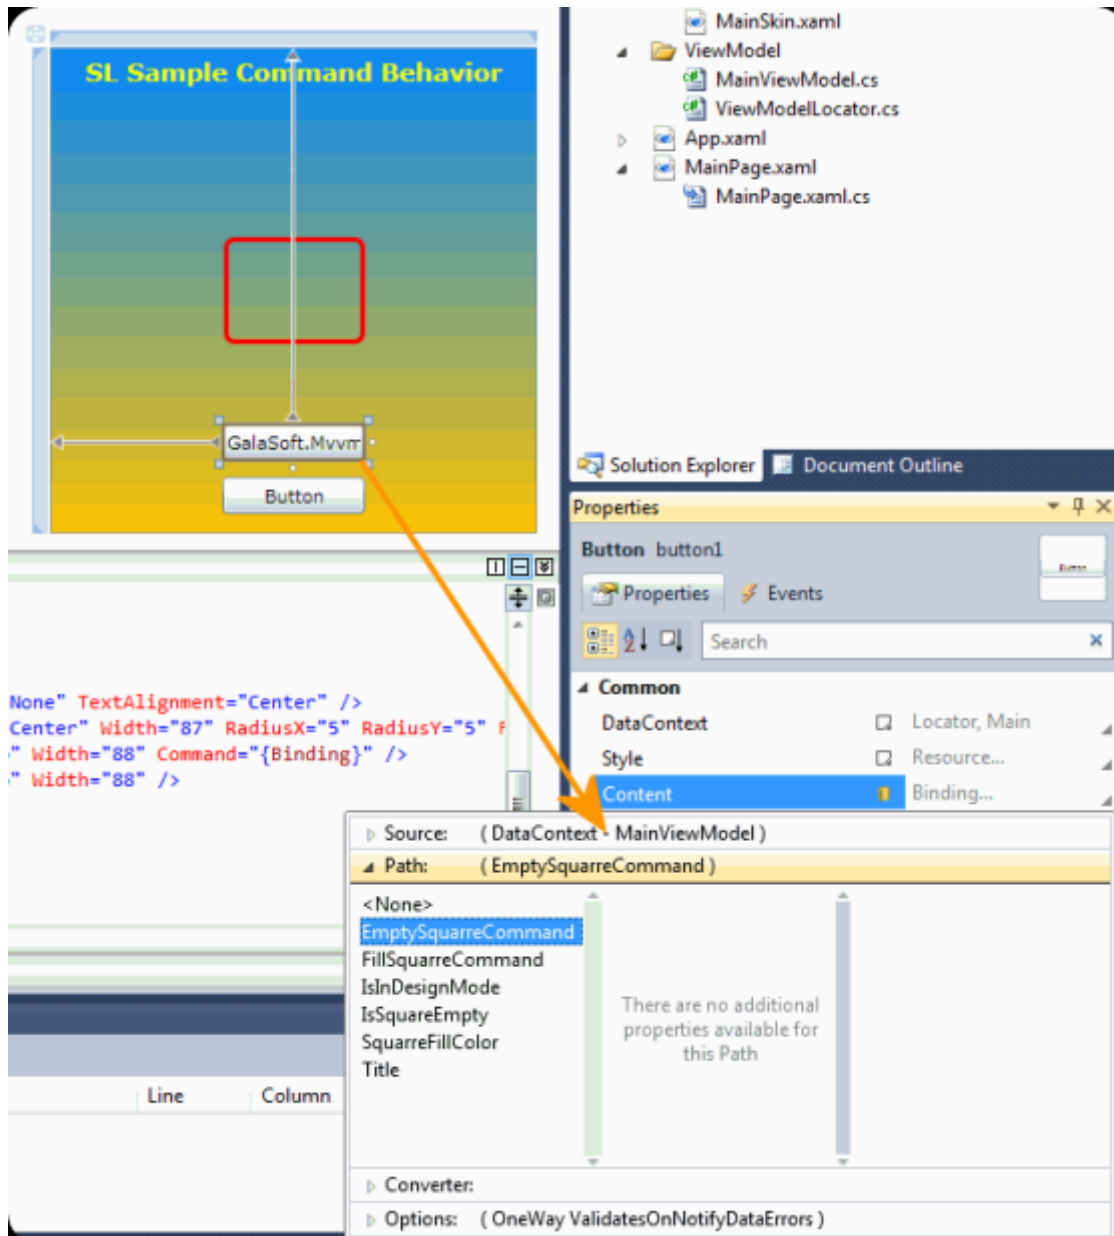 SL Sample Command Behavior
GalaSoft.Mvvm
Button
MainSkin.xaml
ViewModel
MainViewModel.cs
ViewModelLocator.cs
App.xaml
MainPage.xaml
MainPage.xaml.cs
Solution Explorer Document Outline
Properties
Button button1
Button
Properties Events
Search
Common
DataContext Locator, Main
Style Resource...
Content Binding...
None" TextAlignment="Center" />
Center" Width="87" RadiusX="5" RadiusY="5" F
" Width="88" Command="{Binding}" />
" Width="88" />
Source: ( DataContext - MainViewModel )
Path: ( EmptySquarreCommand )
<None>
EmptySquarreCommand
FillSquarreCommand
IsInDesignMode
IsSquareEmpty
SquarreFillColor
Title
There are no additional
properties available for
this Path
Line Column
Converter:
Options: ( OneWay ValidatesOnNotifyDataErrors )